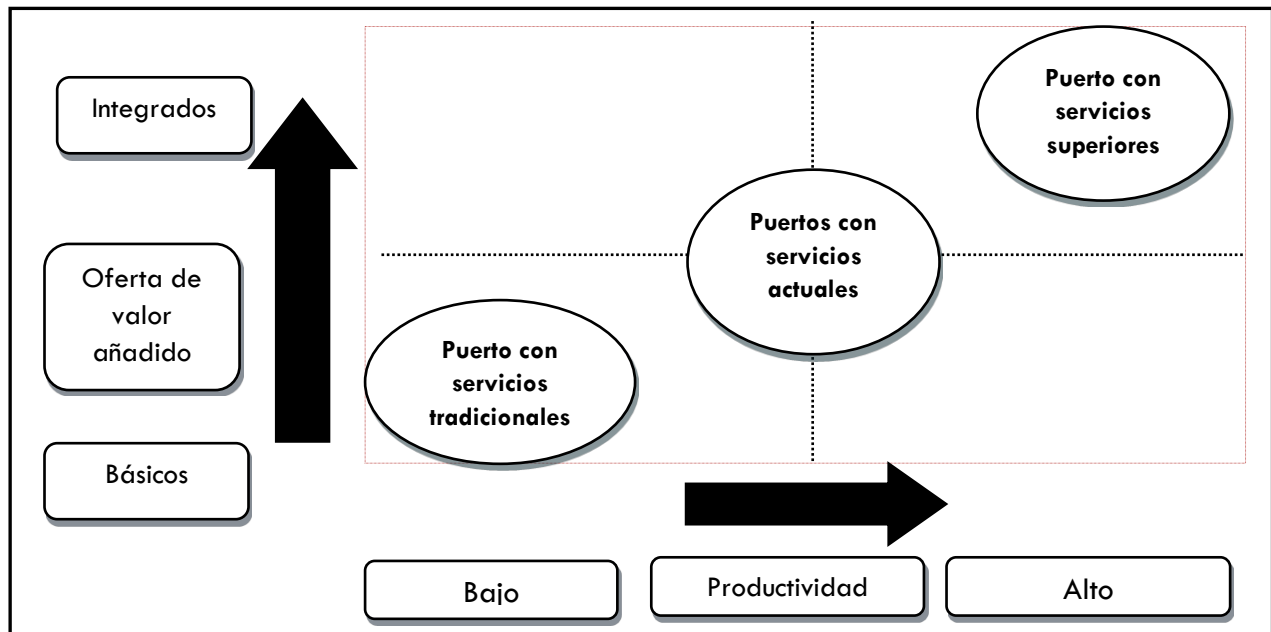 Integrados
Puerto con
servicios
superiores
Oferta de
valor
añadido
Puertos con
servicios
actuales
Puerto con
servicios
tradicionales
Básicos
Bajo
Productividad
Alto